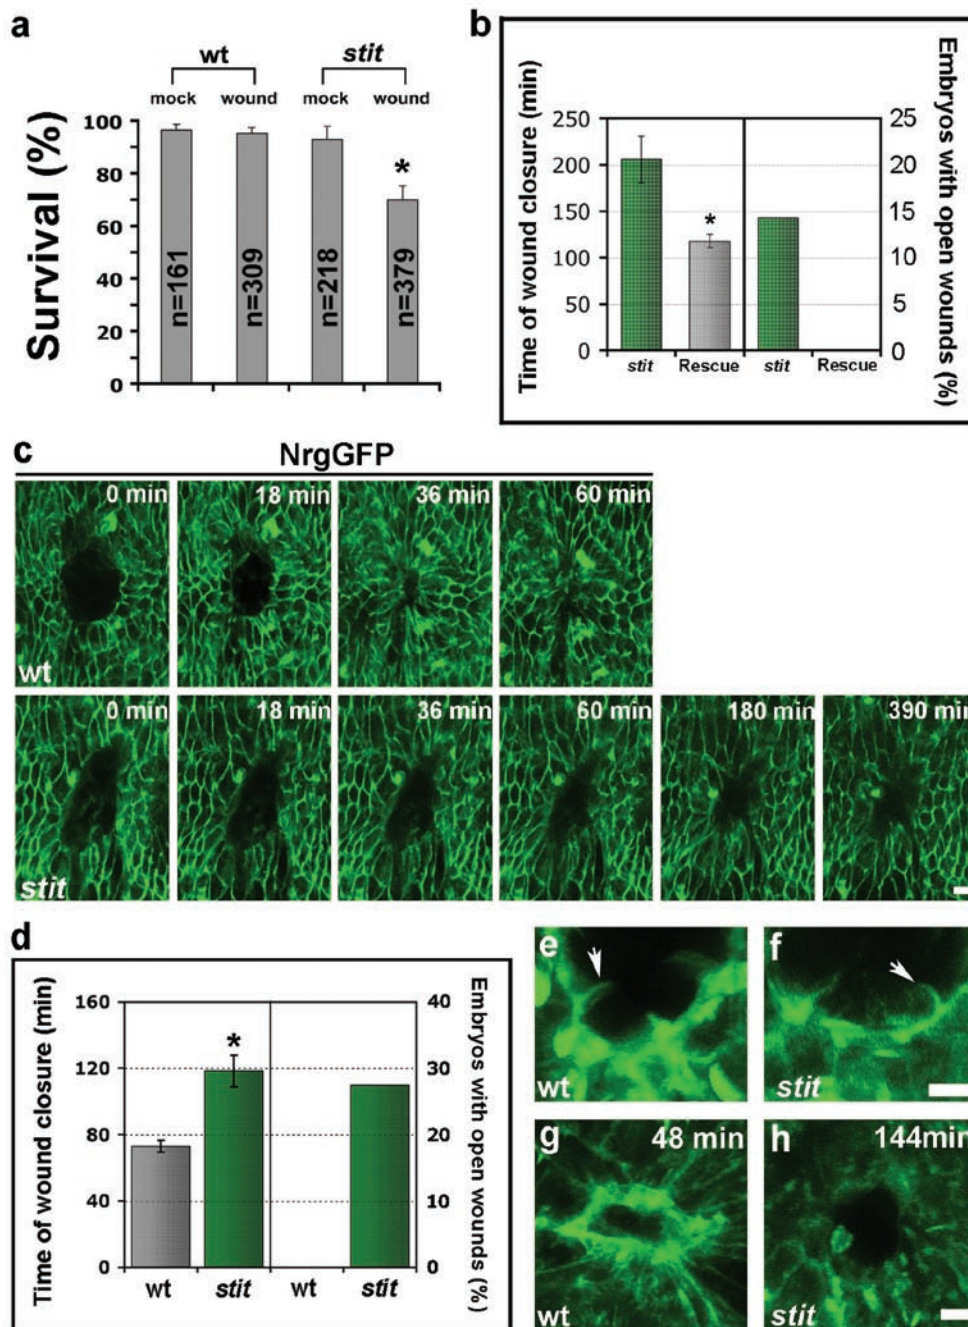 a
wt
stit
mock
wound
mock
wound
Survival (%)
100
80
60
40
20
0
*
n=161
n=309
n=218
n=379
b
Time of wound closure (min)
250
200
150
100
50
0
*
stit
Rescue
stit
Rescue
25
20
15
10
5
0
Embryos with open wounds (%)
c
NrgGFP
0 min
18 min
36 min
60 min
wt
0 min
18 min
36 min
60 min
180 min
390 min
stit
d
Time of wound closure (min)
160
120
80
40
0
*
wt
stit
wt
stit
40
30
20
10
0
Embryos with open wounds (%)
e
wt
f
stit
g
48 min
wt
h
144min
stit